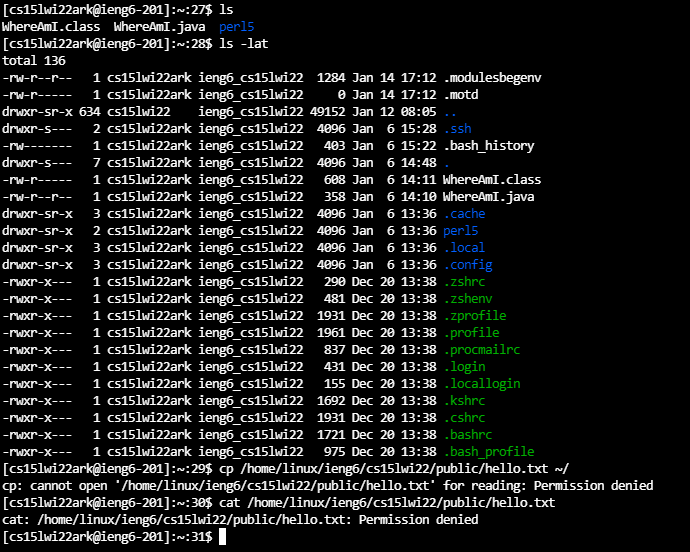 [cs15lwi22ark@ieng6-201]:~:27$ ls
WhereAmI.class  WhereAmI.java  perl5
[cs15lwi22ark@ieng6-201]:~:28$ ls -lat
total 136
-rw-r--r--   1 cs15lwi22ark ieng6_cs15lwi22  1284 Jan 14 17:12 .modulesbegenv
-rw-r-----   1 cs15lwi22ark ieng6_cs15lwi22     0 Jan 14 17:12 .motd
drwxr-sr-x 634 cs15lwi22    ieng6_cs15lwi22 49152 Jan 12 08:05 ..
drwxr-s---   2 cs15lwi22ark ieng6_cs15lwi22  4096 Jan  6 15:28 .ssh
-rw-------   1 cs15lwi22ark ieng6_cs15lwi22   403 Jan  6 15:22 .bash_history
drwxr-s---   7 cs15lwi22ark ieng6_cs15lwi22  4096 Jan  6 14:48 .
-rw-r-----   1 cs15lwi22ark ieng6_cs15lwi22   608 Jan  6 14:11 WhereAmI.class
-rw-r--r--   1 cs15lwi22ark ieng6_cs15lwi22   358 Jan  6 14:10 WhereAmI.java
drwxr-sr-x   3 cs15lwi22ark ieng6_cs15lwi22  4096 Jan  6 13:36 .cache
drwxr-sr-x   2 cs15lwi22ark ieng6_cs15lwi22  4096 Jan  6 13:36 perl5
drwxr-sr-x   3 cs15lwi22ark ieng6_cs15lwi22  4096 Jan  6 13:36 .local
drwxr-sr-x   3 cs15lwi22ark ieng6_cs15lwi22  4096 Jan  6 13:36 .config
-rwxr-x---   1 cs15lwi22ark ieng6_cs15lwi22   290 Dec 20 13:38 .zshrc
-rwxr-x---   1 cs15lwi22ark ieng6_cs15lwi22   481 Dec 20 13:38 .zshenv
-rwxr-x---   1 cs15lwi22ark ieng6_cs15lwi22  1931 Dec 20 13:38 .zprofile
-rwxr-x---   1 cs15lwi22ark ieng6_cs15lwi22  1961 Dec 20 13:38 .profile
-rwxr-x---   1 cs15lwi22ark ieng6_cs15lwi22   837 Dec 20 13:38 .procmailrc
-rwxr-x---   1 cs15lwi22ark ieng6_cs15lwi22   431 Dec 20 13:38 .login
-rwxr-x---   1 cs15lwi22ark ieng6_cs15lwi22   155 Dec 20 13:38 .locallogin
-rwxr-x---   1 cs15lwi22ark ieng6_cs15lwi22  1692 Dec 20 13:38 .kshrc
-rwxr-x---   1 cs15lwi22ark ieng6_cs15lwi22  1931 Dec 20 13:38 .cshrc
-rwxr-x---   1 cs15lwi22ark ieng6_cs15lwi22  1721 Dec 20 13:38 .bashrc
-rwxr-x---   1 cs15lwi22ark ieng6_cs15lwi22   975 Dec 20 13:38 .bash_profile
[cs15lwi22ark@ieng6-201]:~:29$ cp /home/linux/ieng6/cs15lwi22/public/hello.txt ~/
cp: cannot open '/home/linux/ieng6/cs15lwi22/public/hello.txt' for reading: Permission denied
[cs15lwi22ark@ieng6-201]:~:30$ cat /home/linux/ieng6/cs15lwi22/public/hello.txt
cat: /home/linux/ieng6/cs15lwi22/public/hello.txt: Permission denied
[cs15lwi22ark@ieng6-201]:~:31$